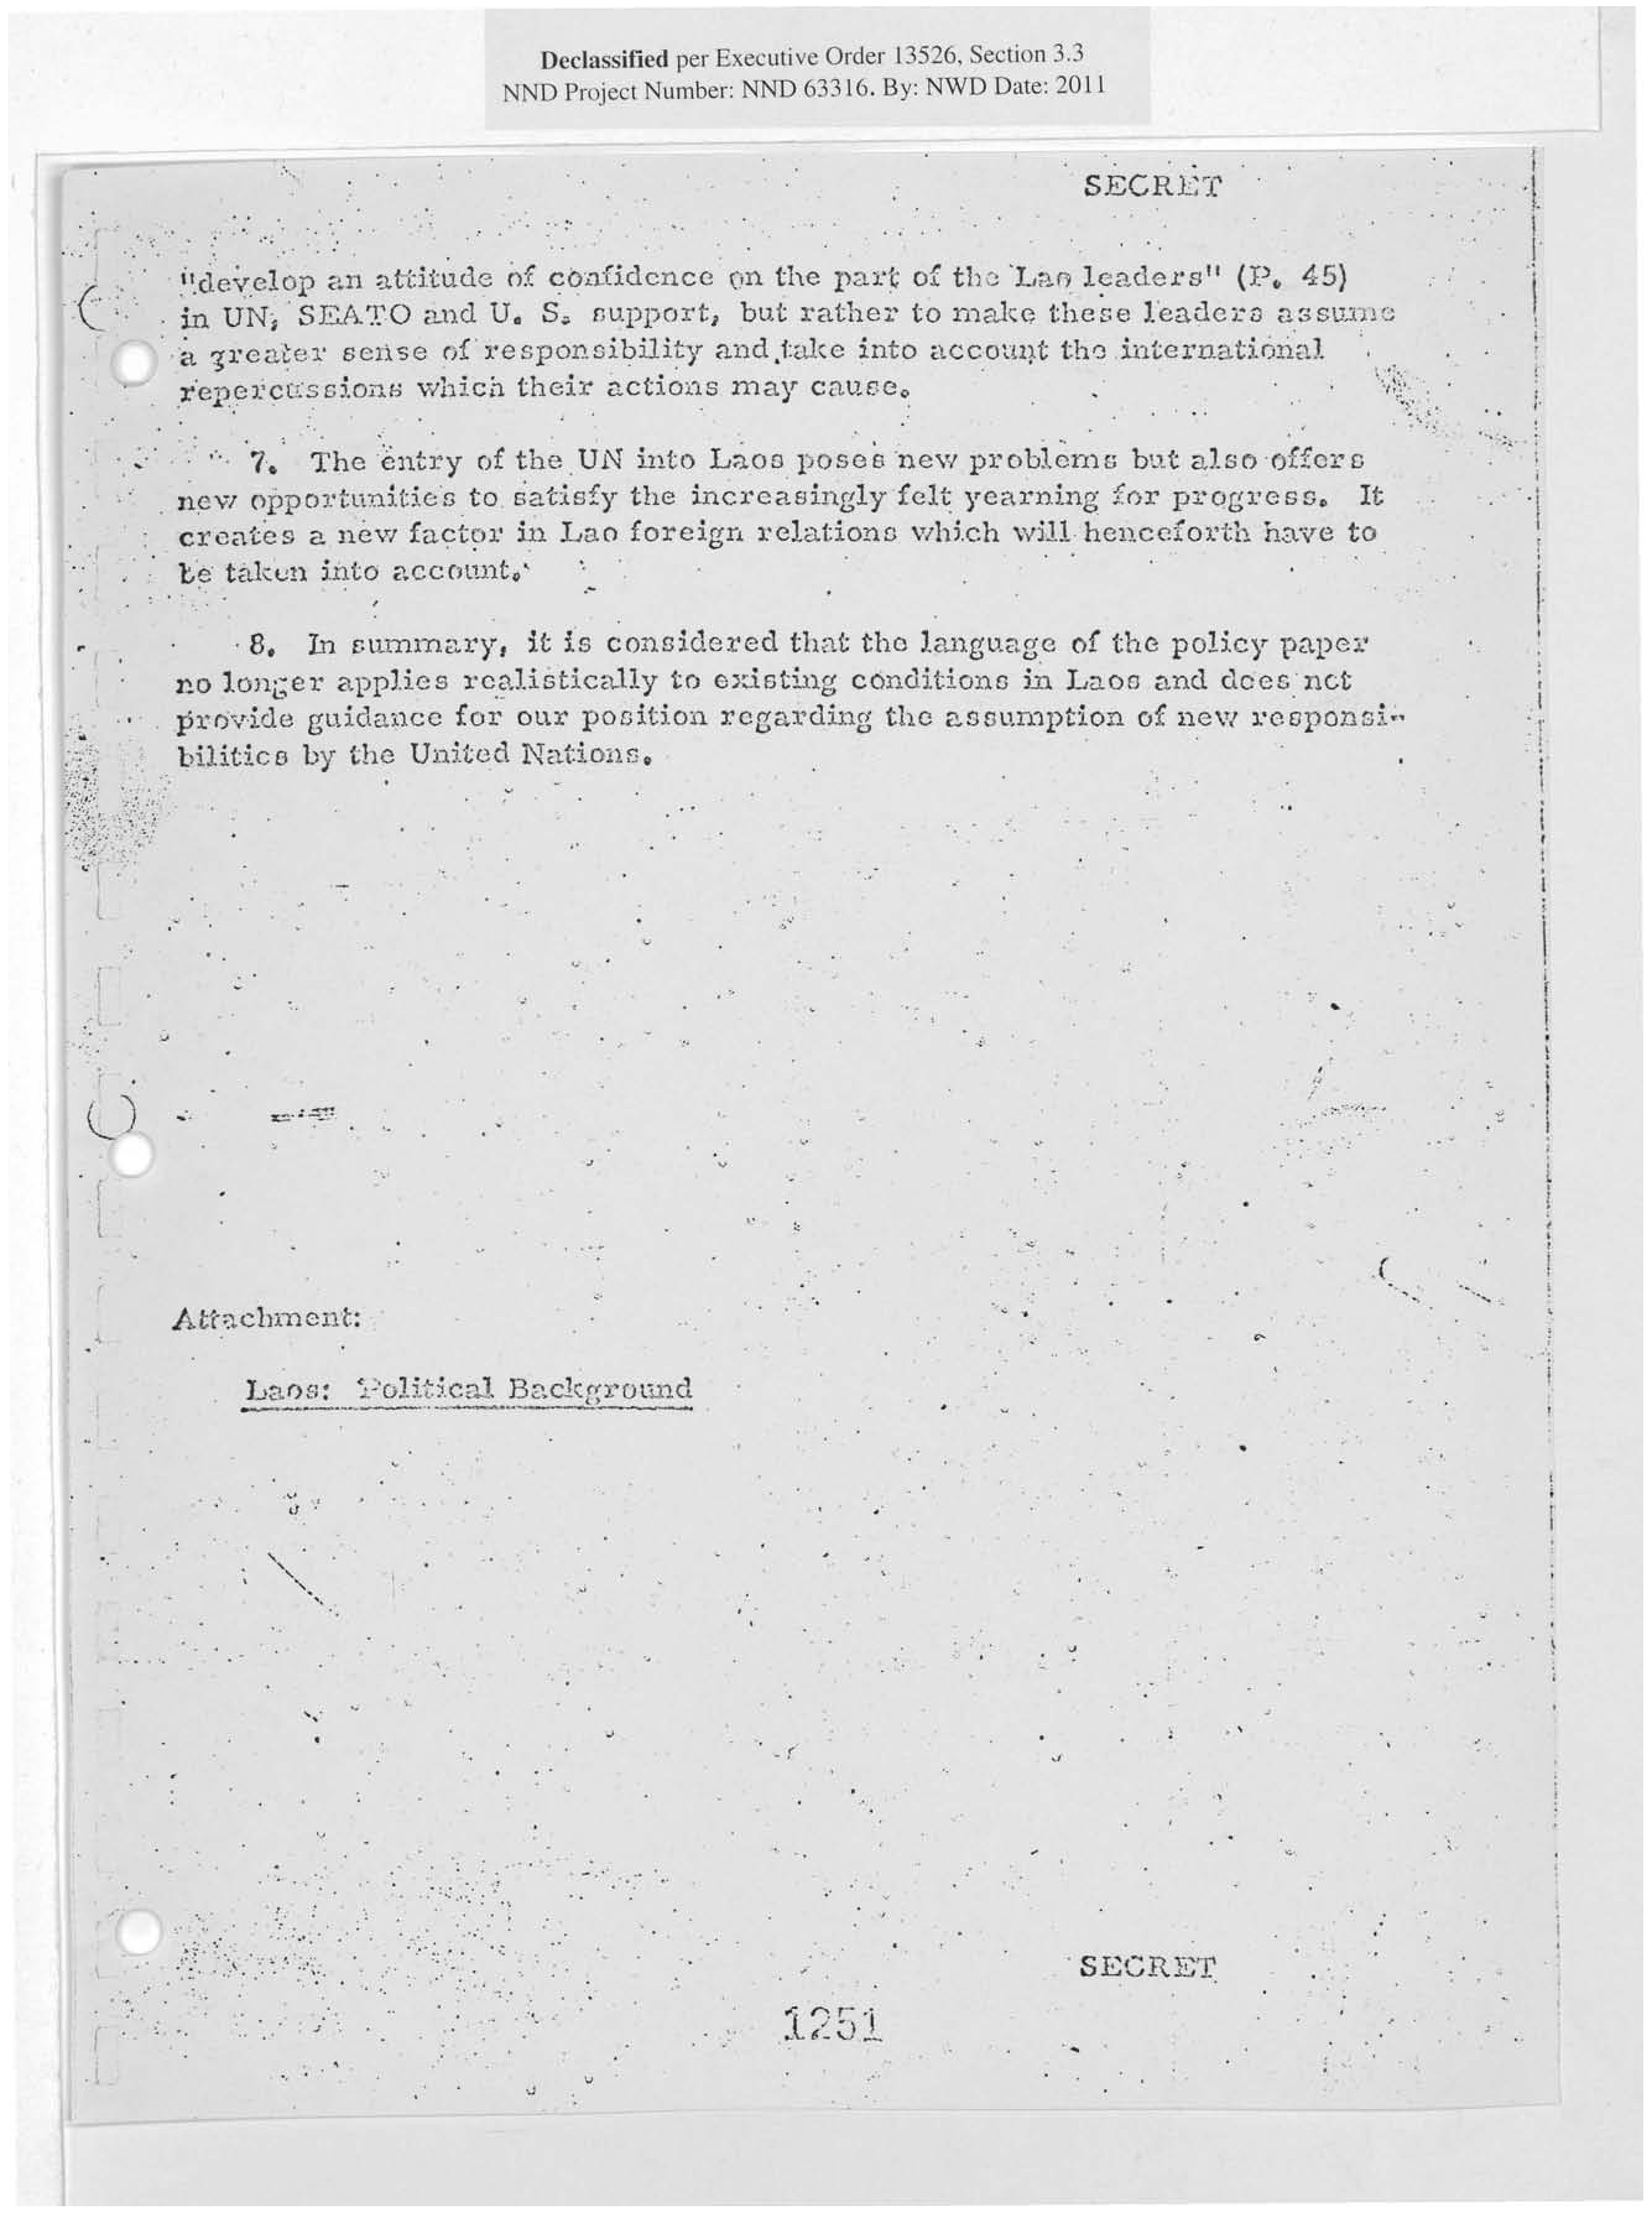 Declassified per Executive Order 13526, Section 3.3
NND Project Number: NND 63316. By: NWD Date: 2011
SECRET
"develop an attitude of confidence on the part of the Lao leaders" (P. 45)
in UN, SEATO and U. S. support, but rather to make these leaders assume
a greater sense of responsibility and take into account the international
repercussions which their actions may cause.
7. The entry of the UN into Laos poses new problems but also offers
new opportunities to satisfy the increasingly felt yearning for progress. It
creates a new factor in Lao foreign relations which will henceforth have to
be taken into account.
8. In summary, it is considered that the language of the policy paper
no longer applies realistically to existing conditions in Laos and does not
provide guidance for our position regarding the assumption of new responsi-
bilities by the United Nations.
Attachment:
Laos: Political Background
SECRET
1251